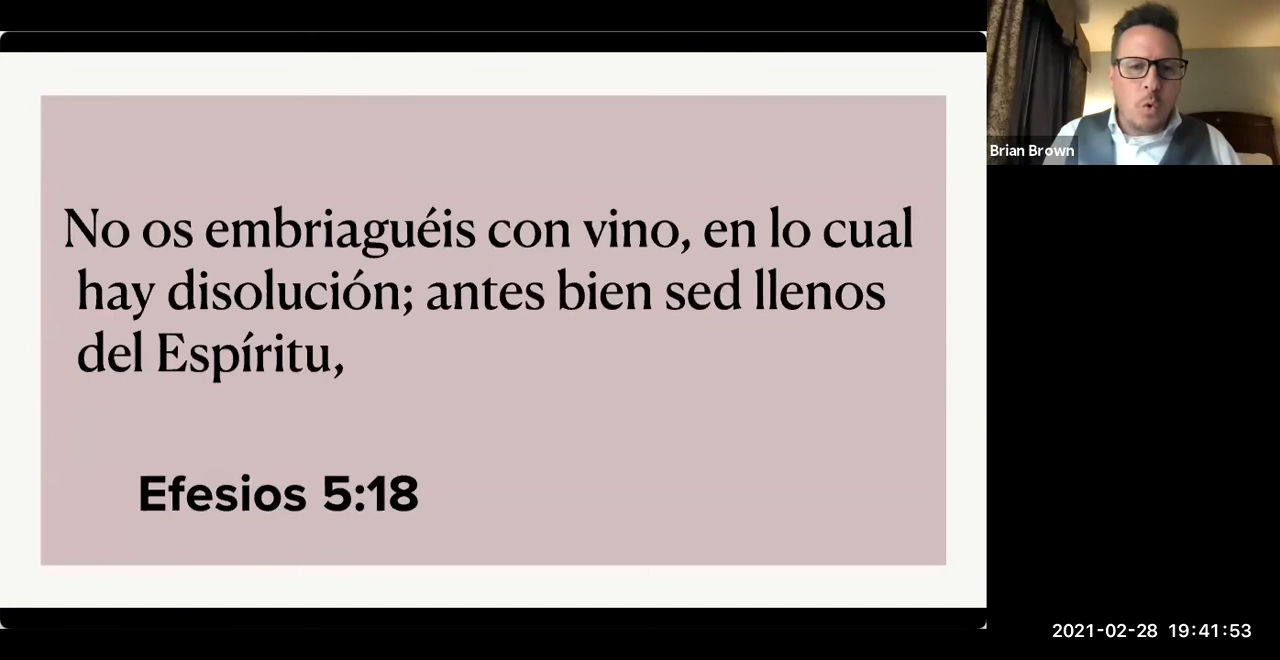 No os embriaguéis con vino, en lo cual
hay disolución; antes bien sed llenos
del Espíritu,
Efesios 5:18
Brian Brown
2021-02-28 19:41:53